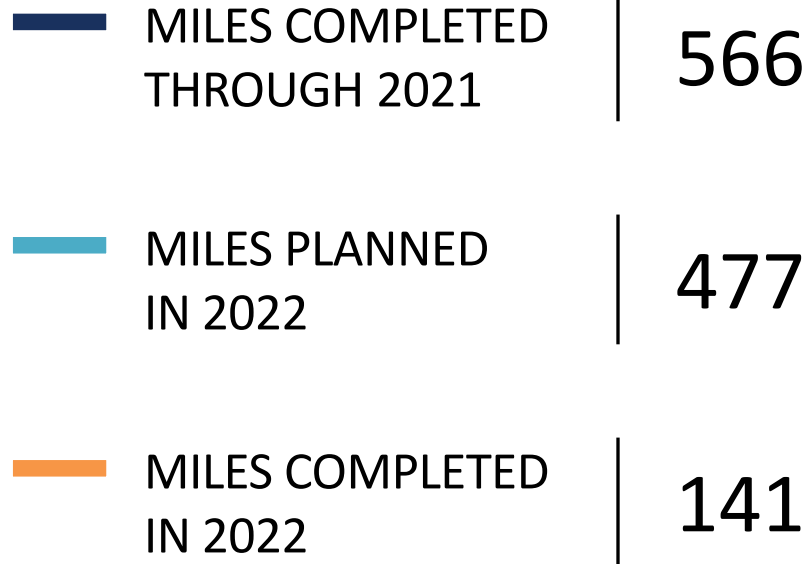 MILES COMPLETED
THROUGH 2021
566
MILES PLANNED
IN 2022
477
MILES COMPLETED
IN 2022
141